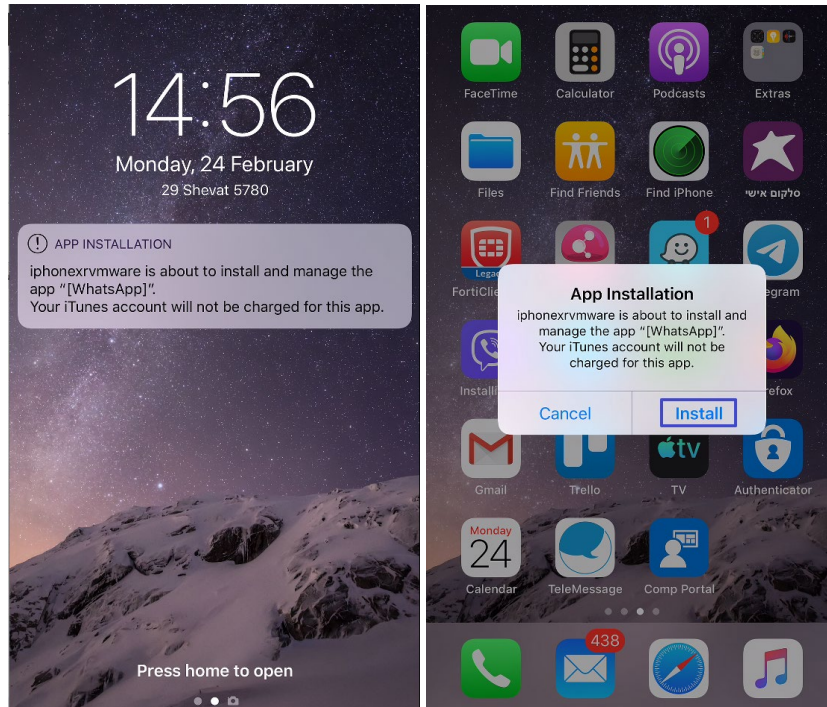 14:56
Monday, 24 February
29 Shevat 5780
APP INSTALLATION
iphonexrvmware is about to install and manage the
app “[WhatsApp]”.
Your iTunes account will not be charged for this app.
Press home to open
FaceTime
Calculator
Podcasts
Extras
Files
Find Friends
Find iPhone
סלקום אישי
1
Legac
FortiClie
egram
App Installation
iphonexrvmware is about to install and
manage the app “[WhatsApp]”.
Your iTunes account will not be
charged for this app.
Cancel
Install
Installi
efox
tv
Gmail
Trello
TV
Authenticator
Monday
24
Calendar
TeleMessage
Comp Portal
438